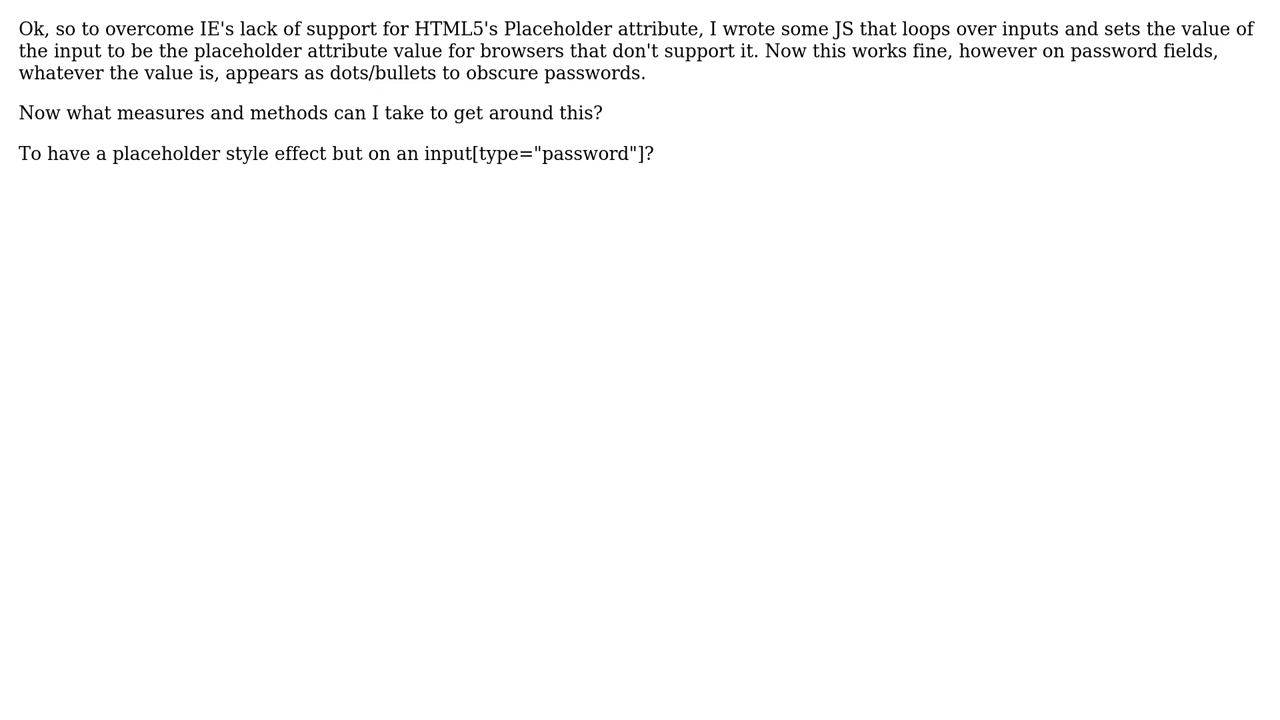 Ok, so to overcome IE's lack of support for HTML5's Placeholder attribute, I wrote some JS that loops over inputs and sets the value of
the input to be the placeholder attribute value for browsers that don't support it. Now this works fine, however on password fields,
whatever the value is, appears as dots/bullets to obscure passwords.
Now what measures and methods can I take to get around this?
To have a placeholder style effect but on an input[type="password"]?